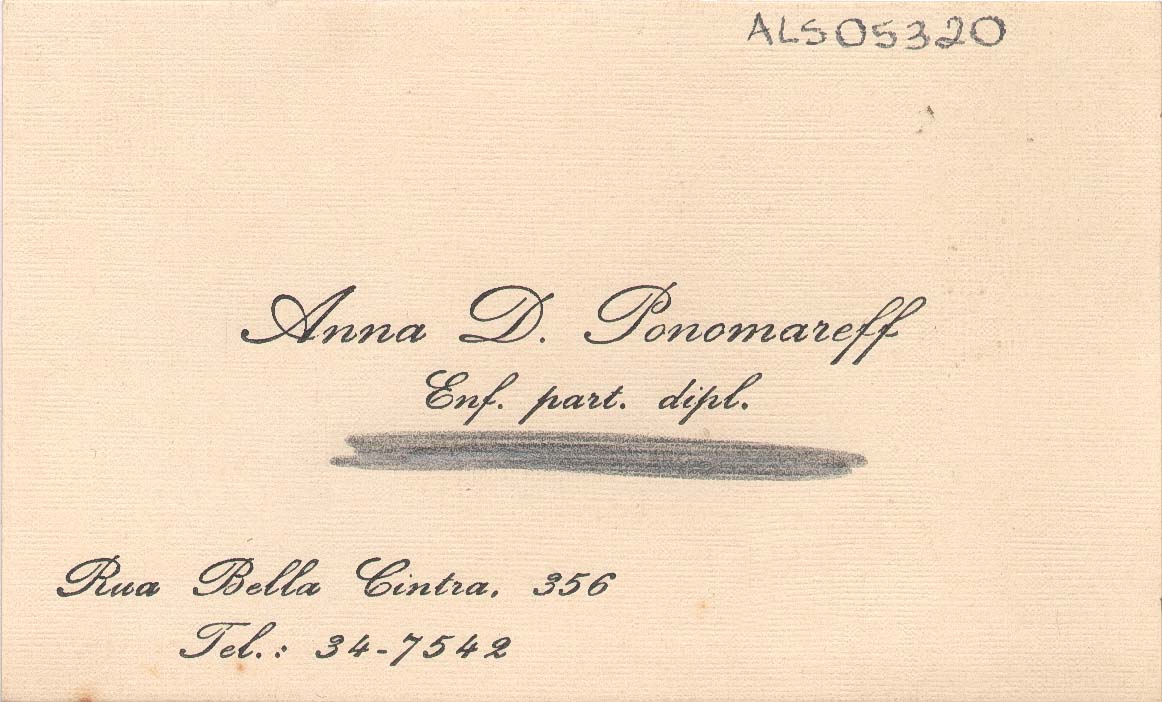 ALS05320
Anna D. Ponomareff
Enf. part. dipl.
Rua Bella Cintra, 356
Tel.: 34-7542